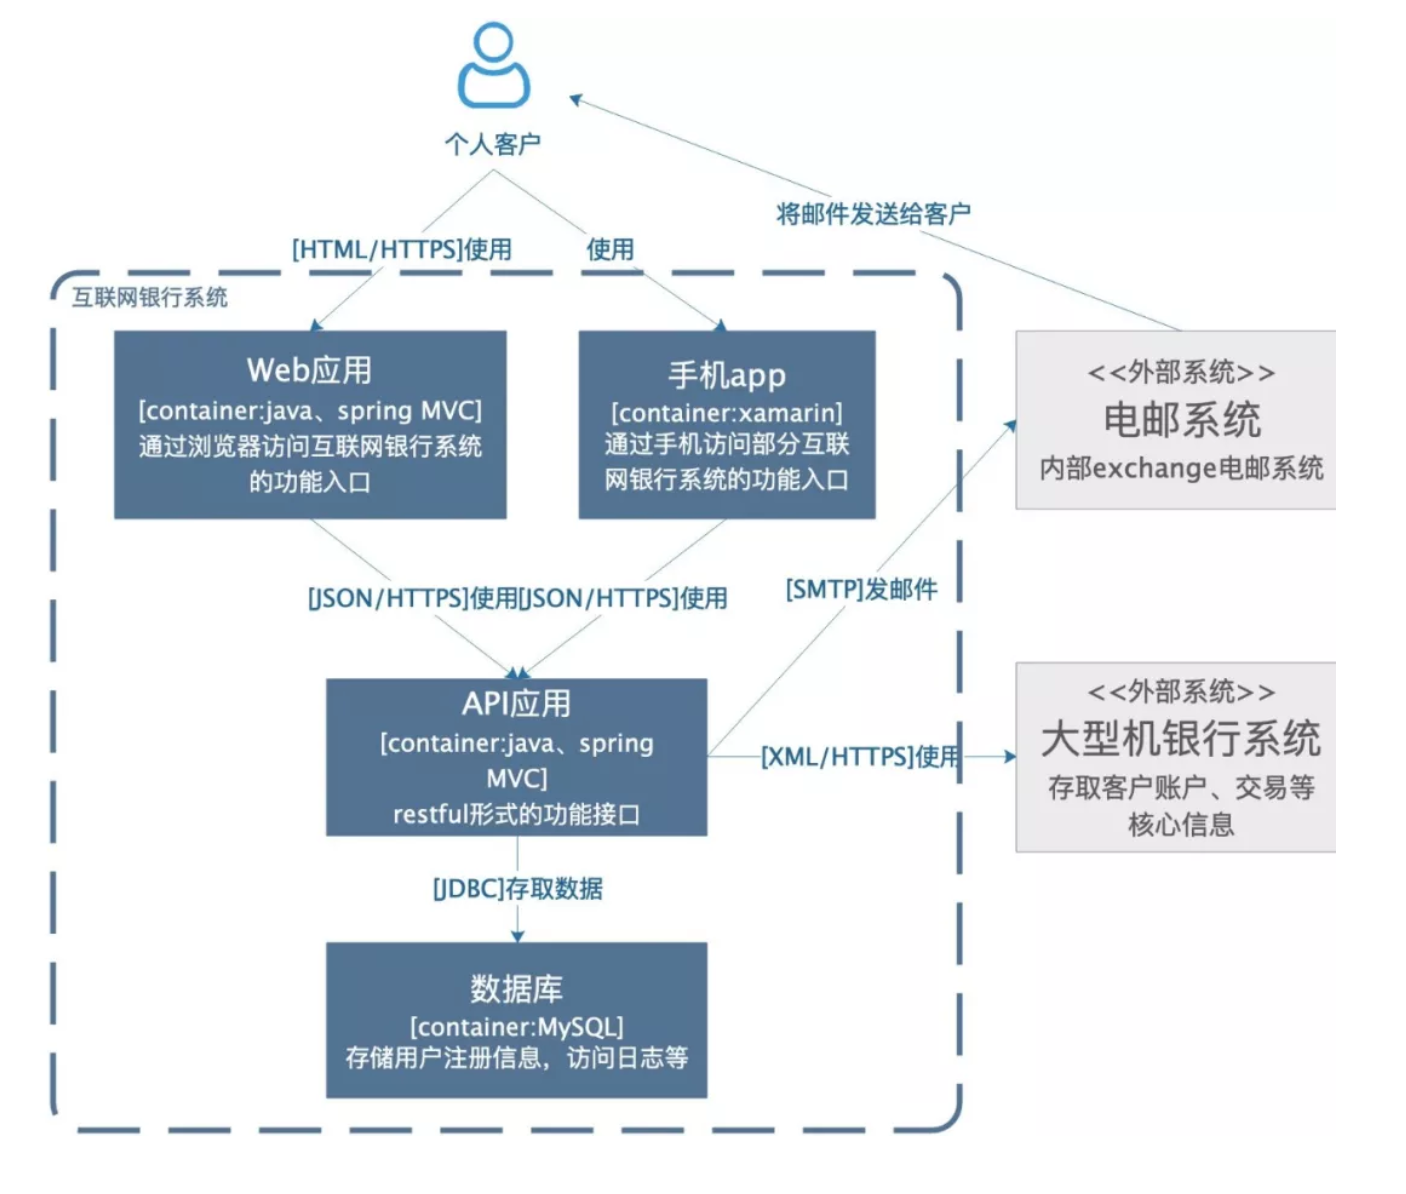 个人客户
将邮件发送给客户
[HTML/HTTPS]使用
使用
互联网银行系统
Web应用
[container:java、spring MVC]
通过浏览器访问互联网银行系统
的功能入口
手机app
[container:xamarin]
通过手机访问部分互联
网银行系统的功能入口
<<外部系统>>
电邮系统
内部exchange电邮系统
[JSON/HTTPS]使用
[JSON/HTTPS]使用
[SMTP]发邮件
API应用
[container:java、spring
MVC]
restful形式的功能接口
[XML/HTTPS]使用
<<外部系统>>
大型机银行系统
存取客户账户、交易等
核心信息
[JDBC]存取数据
数据库
[container:MySQL]
存储用户注册信息，访问日志等